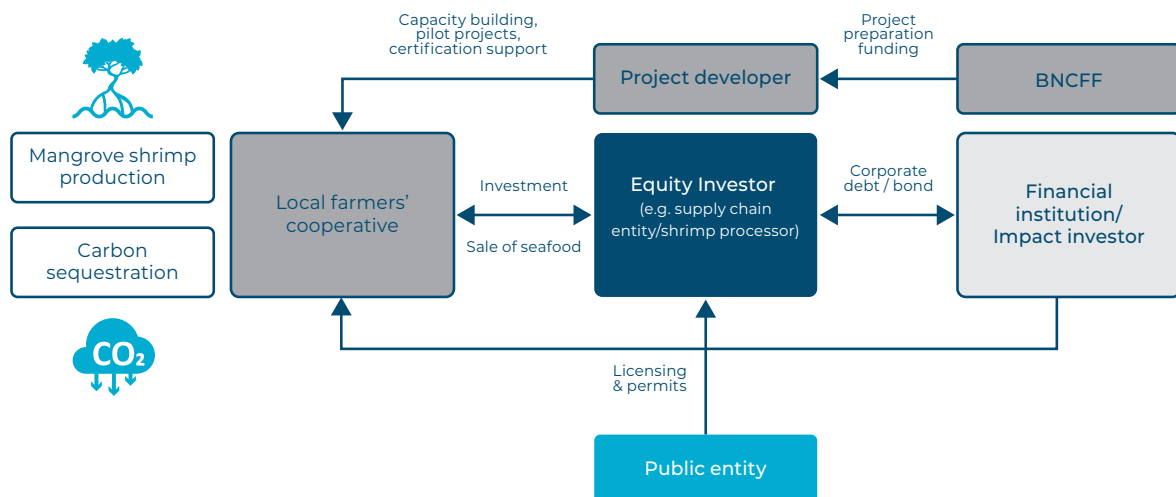 Capacity building,
pilot projects,
certification support
Project
preparation
funding
Project developer
BNCFF
Mangrove shrimp
production
Carbon
sequestration
CO₂
Local farmers’
cooperative
Investment
Sale of seafood
Equity Investor
(e.g. supply chain
entity/shrimp processor)
Corporate
debt / bond
Financial
institution/
Impact investor
Licensing
& permits
Public entity